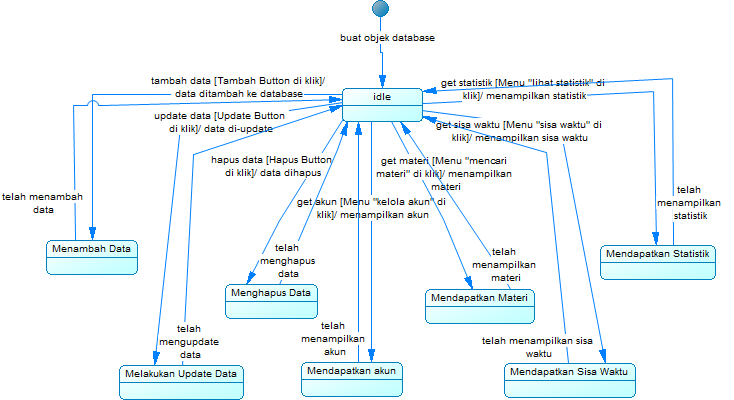 buat objek database
tambah data [Tambah Button di klik]/
data ditambah ke database
get statistik [Menu "lihat statistik" di
klik]/ menampilkan statistik
idle
update data [Update Button
di klik]/ data di-update
get sisa waktu [Menu "sisa waktu" di
klik]/ menampilkan sisa waktu
hapus data [Hapus Button
di klik]/ data dihapus
get materi [Menu "mencari
materi" di klik]/ menampilkan
materi
get akun [Menu "kelola akun" di
klik]/ menampilkan akun
telah menambah
data
telah
menampilkan
statistik
Menambah Data
Mendapatkan Statistik
telah
menghapus
data
telah
menampilkan
materi
Menghapus Data
Mendapatkan Materi
telah
mengupdate
data
telah
menampilkan
akun
telah menampilkan sisa
waktu
Melakukan Update Data
Mendapatkan akun
Mendapatkan Sisa Waktu